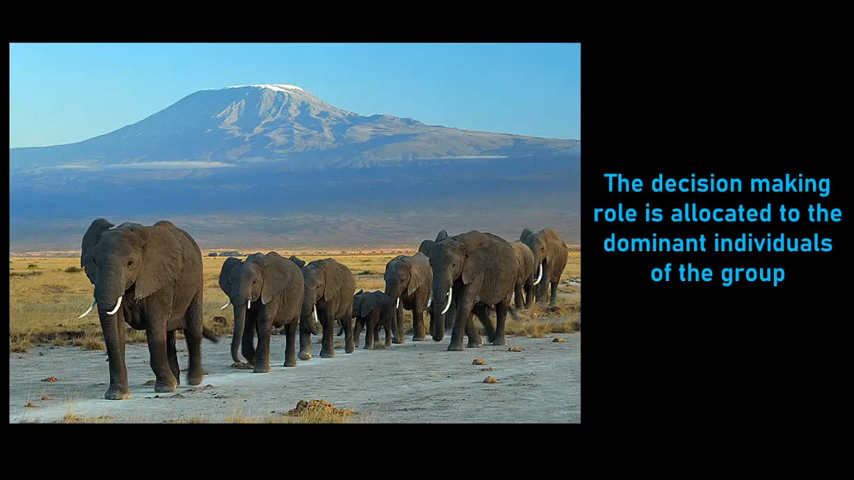 The decision making
role is allocated to the
dominant individuals
of the group